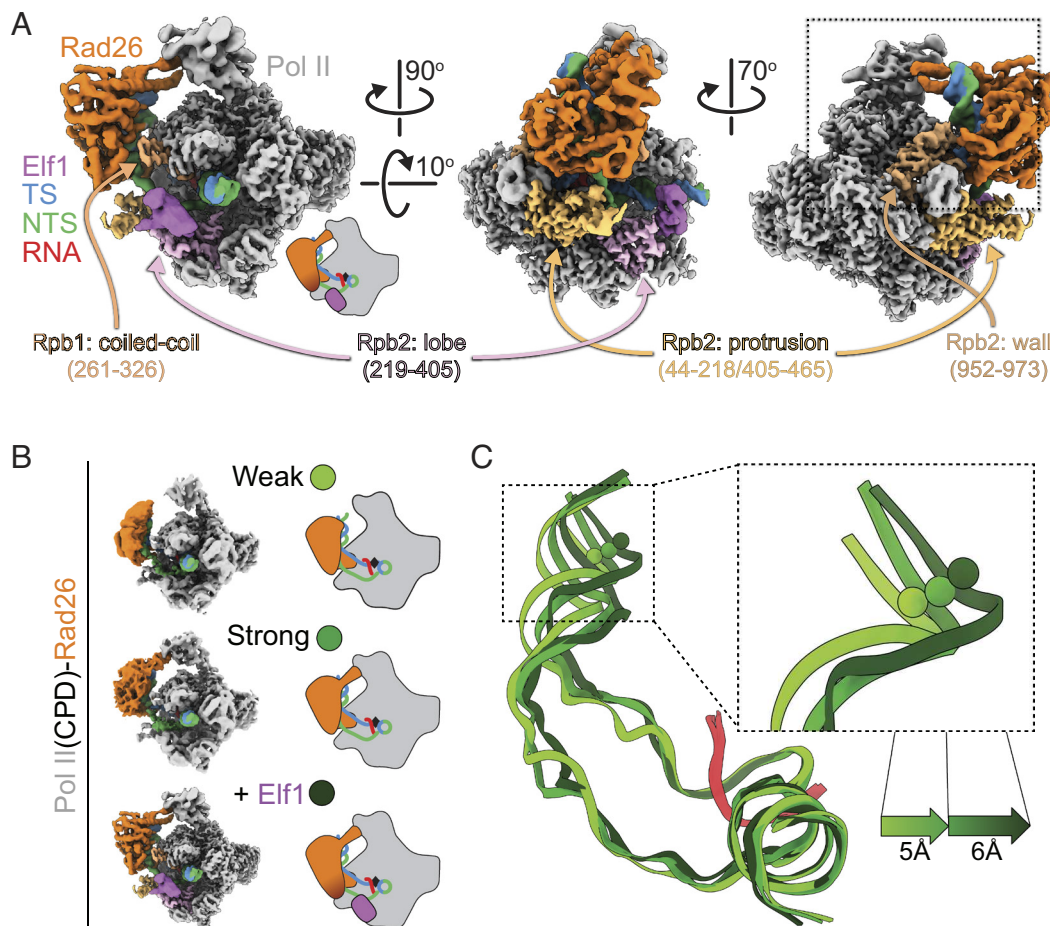 A
Rad26
Pol II
90°
10°
70°
Elf1
TS
NTS
RNA
Rpb1: coiled-coil
(261-326)
Rpb2: lobe
(219-405)
Rpb2: protrusion
(44-218/405-465)
Rpb2: wall
(952-973)
B
Pol II(CPD)-Rad26
Weak
Strong
+ Elf1
C
5Å
6Å